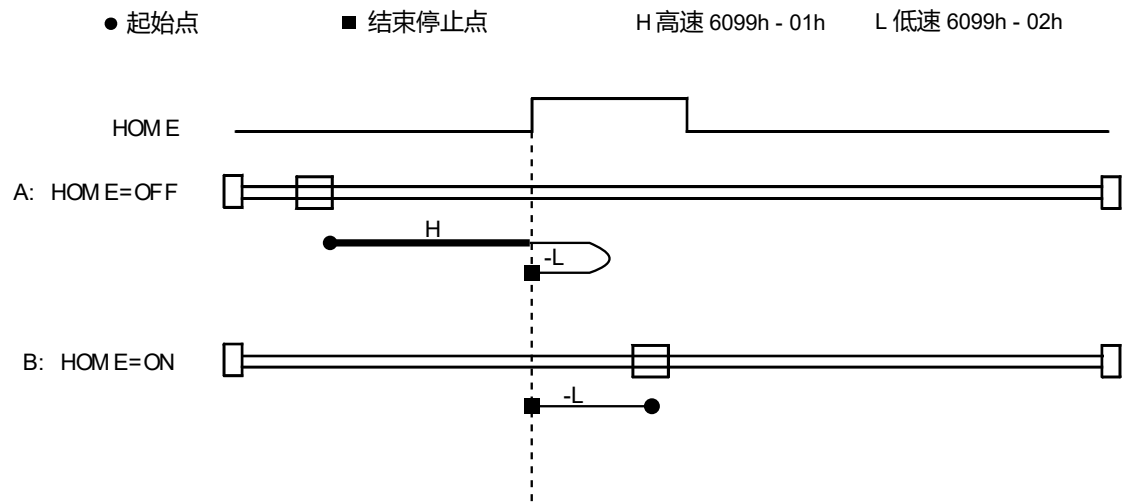 ● 起始点 ■ 结束停止点 H 高速 6099h - 01h L 低速 6099h - 02h
HOME
A: HOME=OFF
H
-L
B: HOME=ON
-L